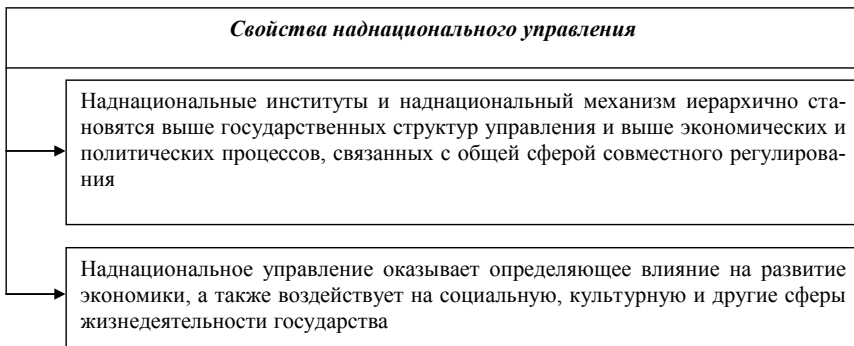 Свойства наднационального управления
Наднациональные институты и наднациональный механизм иерархично ста-
новятся выше государственных структур управления и выше экономических и
политических процессов, связанных с общей сферой совместного регулирова-
ния
Наднациональное управление оказывает определяющее влияние на развитие
экономики, а также воздействует на социальную, культурную и другие сферы
жизнедеятельности государства